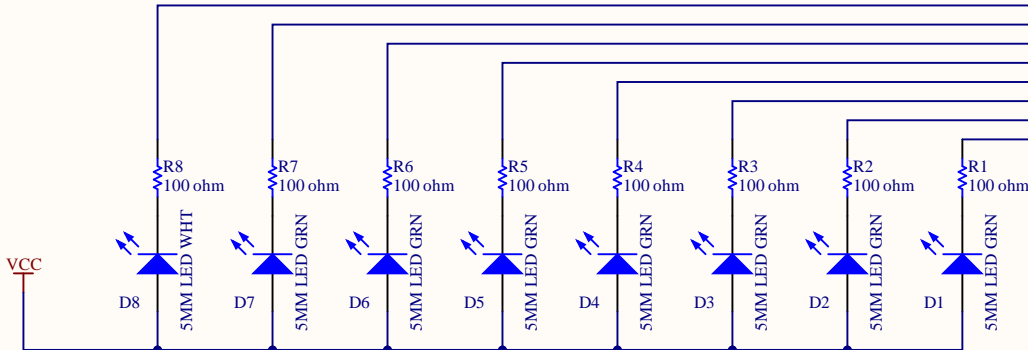 R8
100 ohm
R7
100 ohm
R6
100 ohm
R5
100 ohm
R4
100 ohm
R3
100 ohm
R2
100 ohm
R1
100 ohm
5MM LED WHT
5MM LED GRN
5MM LED GRN
5MM LED GRN
5MM LED GRN
5MM LED GRN
5MM LED GRN
5MM LED GRN
VCC
D8
D7
D6
D5
D4
D3
D2
D1